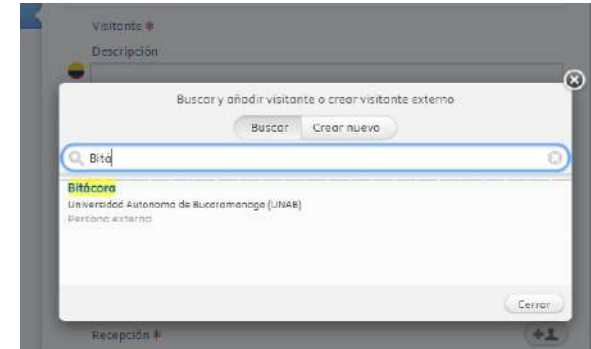 Visitante *
Descripción
Buscar y añadir visitante o crear visitante externo
Buscar Crear nuevo
Bitá
Bitácora
Universidad Autonoma de Bucaramanaga (UNAB)
Persona externa
Cerrar
Recepción *